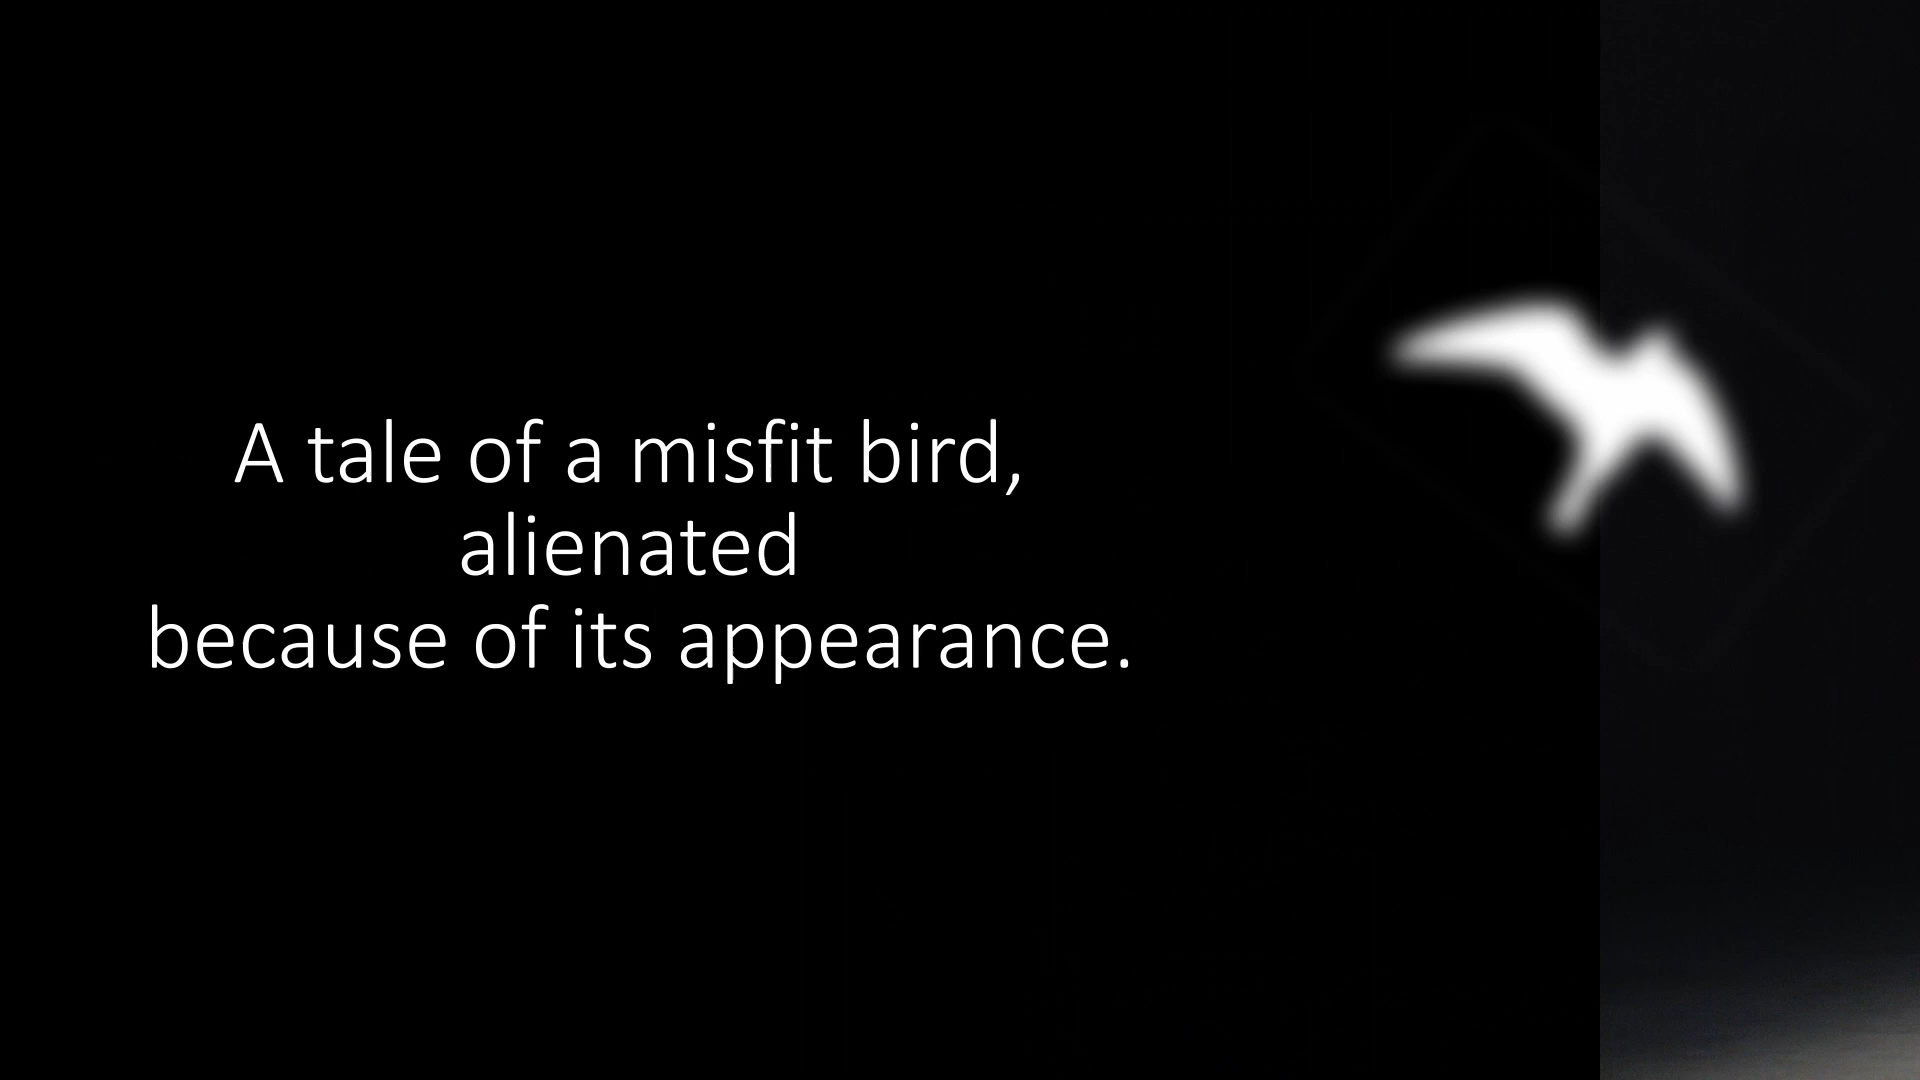 A tale of a misfit bird,
alienated
because of its appearance.